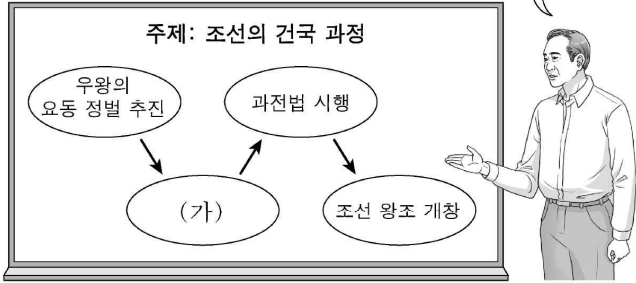 주제: 조선의 건국 과정
우왕의
요동 정벌 추진
과전법 시행
(가)
조선 왕조 개창